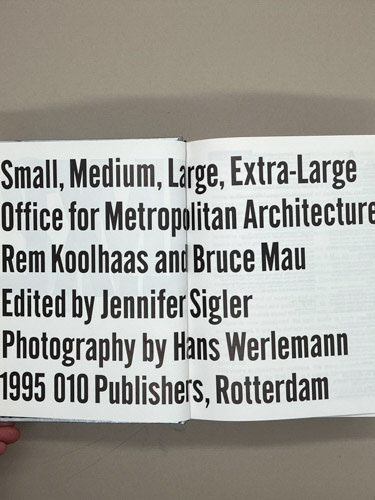 Small, Medium, Large, Extra-Large
Office for Metropolitan Architecture
Rem Koolhaas and Bruce Mau
Edited by Jennifer Sigler
Photography by Hans Werlemann
1995 010 Publishers, Rotterdam